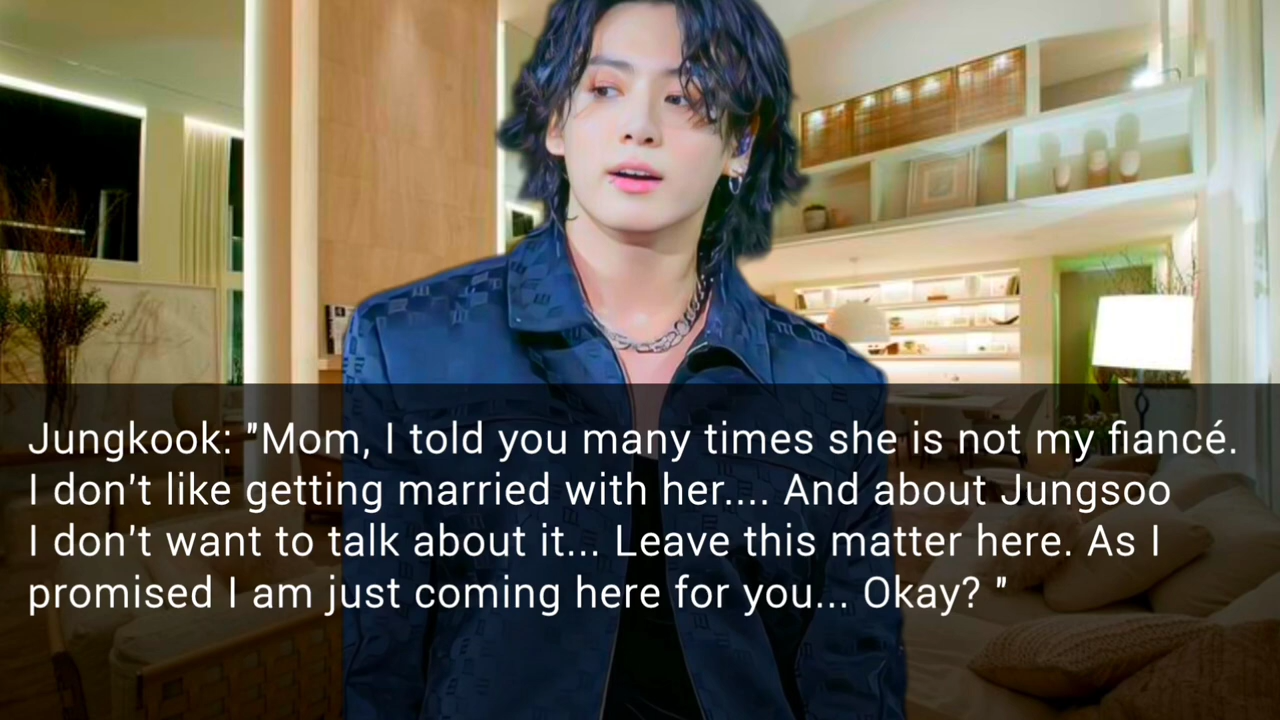 Jungkook: "Mom, I told you many times she is not my fiancé.
I don't like getting married with her.... And about Jungsoo
I don't want to talk about it... Leave this matter here. As I
promised I am just coming here for you... Okay? "